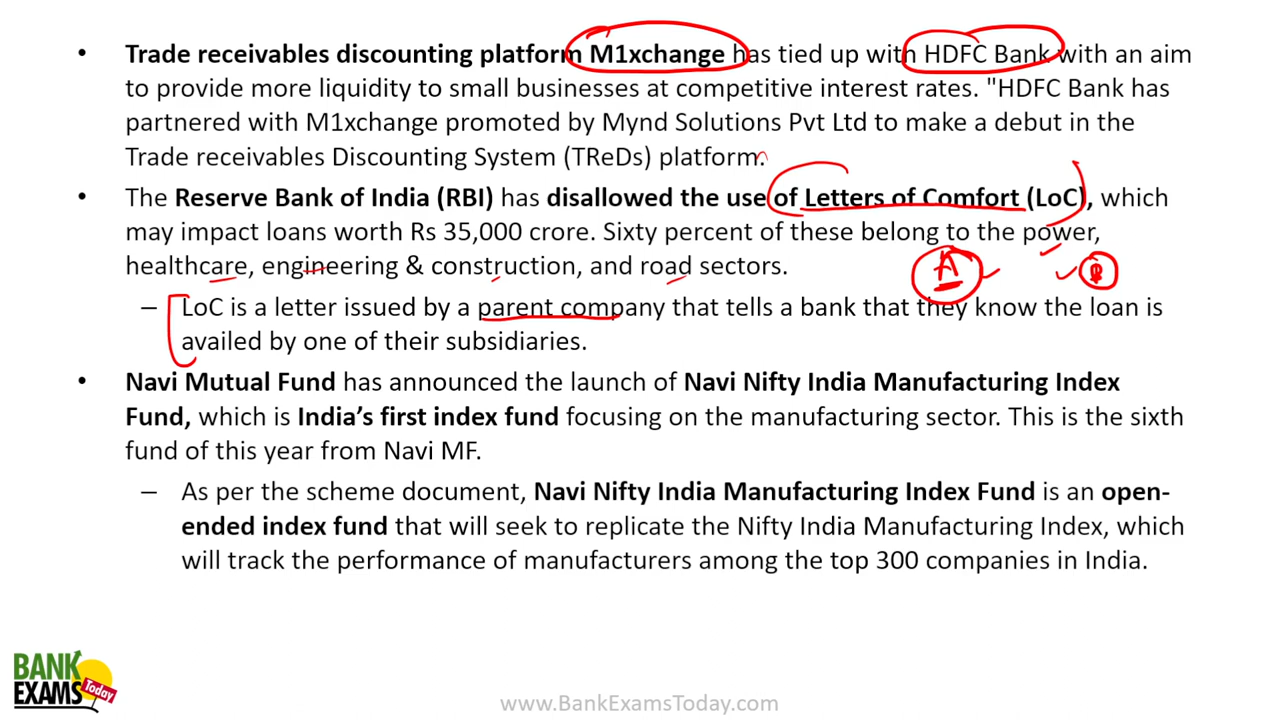 • Trade receivables discounting platform M1xchange has tied up with HDFC Bank with an aim
to provide more liquidity to small businesses at competitive interest rates. "HDFC Bank has
partnered with M1xchange promoted by Mynd Solutions Pvt Ltd to make a debut in the
Trade receivables Discounting System (TReDs) platform.
• The Reserve Bank of India (RBI) has disallowed the use of Letters of Comfort (LoC), which
may impact loans worth Rs 35,000 crore. Sixty percent of these belong to the power,
healthcare, engineering & construction, and road sectors.
A B
– LoC is a letter issued by a parent company that tells a bank that they know the loan is
availed by one of their subsidiaries.
• Navi Mutual Fund has announced the launch of Navi Nifty India Manufacturing Index
Fund, which is India’s first index fund focusing on the manufacturing sector. This is the sixth
fund of this year from Navi MF.
– As per the scheme document, Navi Nifty India Manufacturing Index Fund is an open-
ended index fund that will seek to replicate the Nifty India Manufacturing Index, which
will track the performance of manufacturers among the top 300 companies in India.
BANK
EXAMS Today
www.BankExamsToday.com